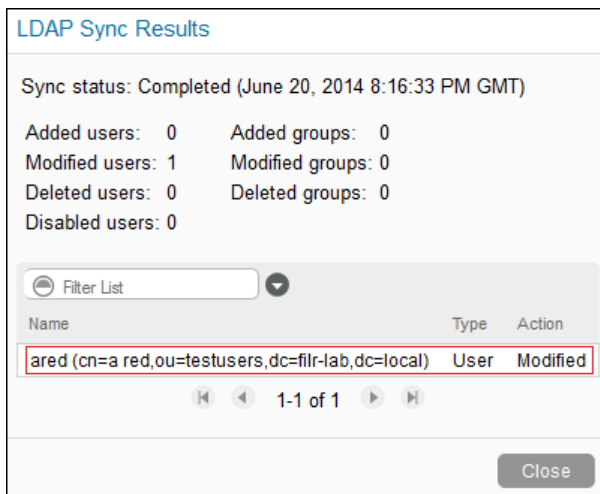 LDAP Sync Results
Sync status: Completed (June 20, 2014 8:16:33 PM GMT)
Added users: 0 Added groups: 0
Modified users: 1 Modified groups: 0
Deleted users: 0 Deleted groups: 0
Disabled users: 0
Filter List
Name Type Action
ared (cn=a red,ou=testusers,dc=filr-lab,dc=local) User Modified
1-1 of 1
Close